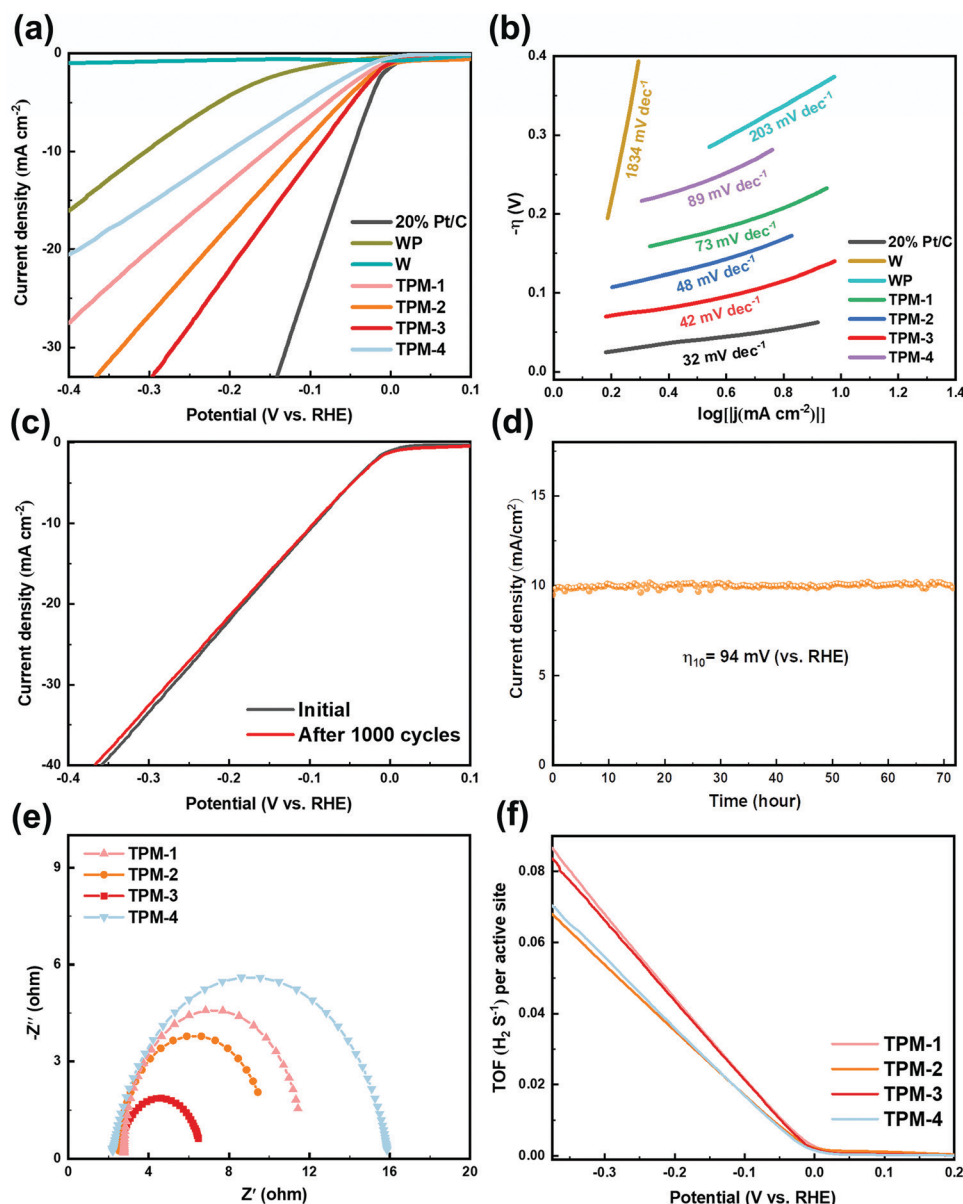 (a)
0
-10
-20
-30
-0.4
-0.3
-0.2
-0.1
0.0
0.1
Current density (mA cm⁻²)
Potential (V vs. RHE)
20% Pt/C
WP
W
TPM-1
TPM-2
TPM-3
TPM-4
(b)
-0.4
0.3
0.2
0.1
0.0
0.0
0.2
0.4
0.6
0.8
1.0
1.2
1.4
-η (V)
log[|j(mA cm⁻²)|]
1834 mV dec⁻¹
203 mV dec⁻¹
89 mV dec⁻¹
73 mV dec⁻¹
48 mV dec⁻¹
42 mV dec⁻¹
32 mV dec⁻¹
20% Pt/C
W
WP
TPM-1
TPM-2
TPM-3
TPM-4
(c)
0
-10
-20
-30
-40
-0.4
-0.3
-0.2
-0.1
0.0
0.1
Current density (mA cm⁻²)
Potential (V vs. RHE)
Initial
After 1000 cycles
(d)
15
10
5
0
0
10
20
30
40
50
60
70
Current density (mA/cm²)
Time (hour)
η₁₀= 94 mV (vs. RHE)
(e)
9
6
3
0
0
4
8
12
16
20
-Z′′ (ohm)
Z′ (ohm)
TPM-1
TPM-2
TPM-3
TPM-4
(f)
0.08
0.06
0.04
0.02
0.00
-0.3
-0.2
-0.1
0.0
0.1
0.2
TOF (H₂ S⁻¹) per active site
Potential (V vs. RHE)
TPM-1
TPM-2
TPM-3
TPM-4